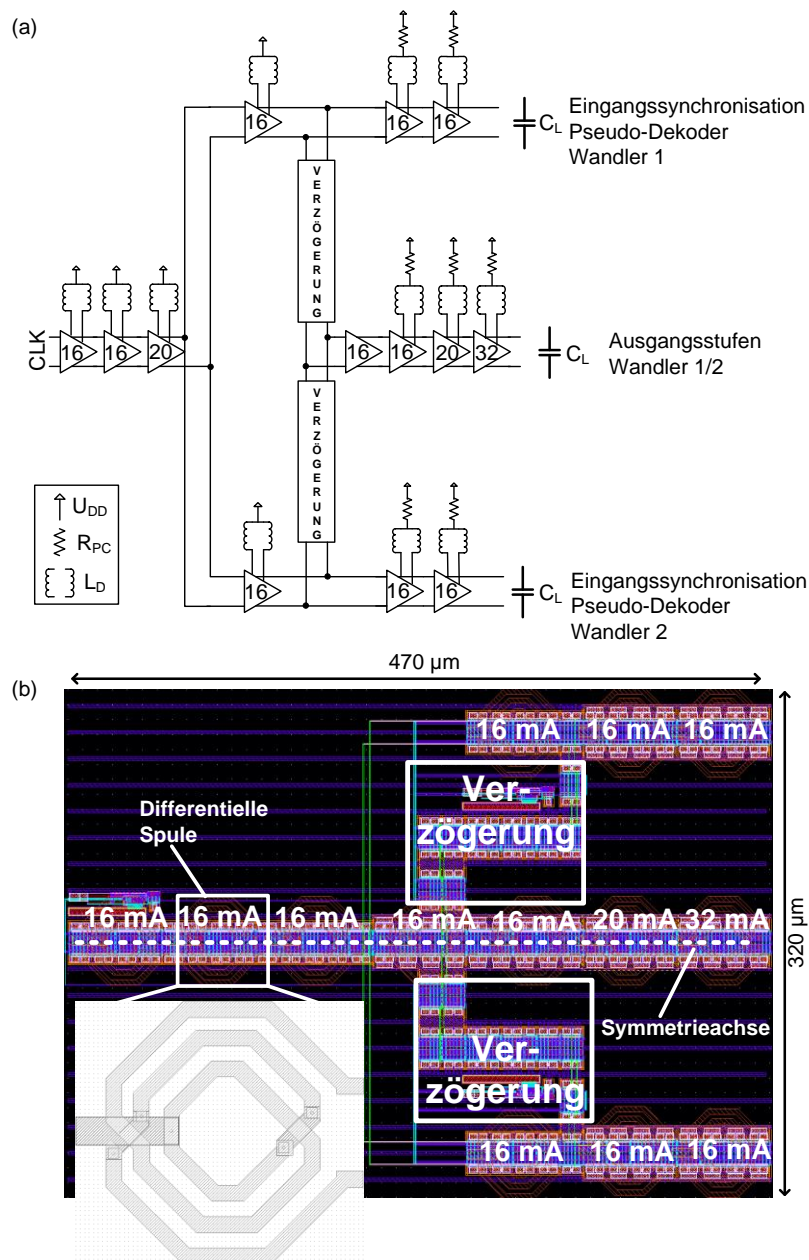 (a)
16
16
16
C_L
Eingangssynchronisation
Pseudo-Dekoder
Wandler 1
VERZÖGERUNG
CLK
16
16
20
16
16
20
32
C_L
Ausgangsstufen
Wandler 1/2
VERZÖGERUNG
U_DD
R_PC
L_D
16
16
16
C_L
Eingangssynchronisation
Pseudo-Dekoder
Wandler 2
(b)
470 µm
16 mA 16 mA 16 mA
Ver-
zögerung
Differentielle
Spule
16 mA 16 mA 16 mA 16 mA 16 mA 20 mA 32 mA
320 µm
Symmetrieachse
Ver-
zögerung
16 mA 16 mA 16 mA